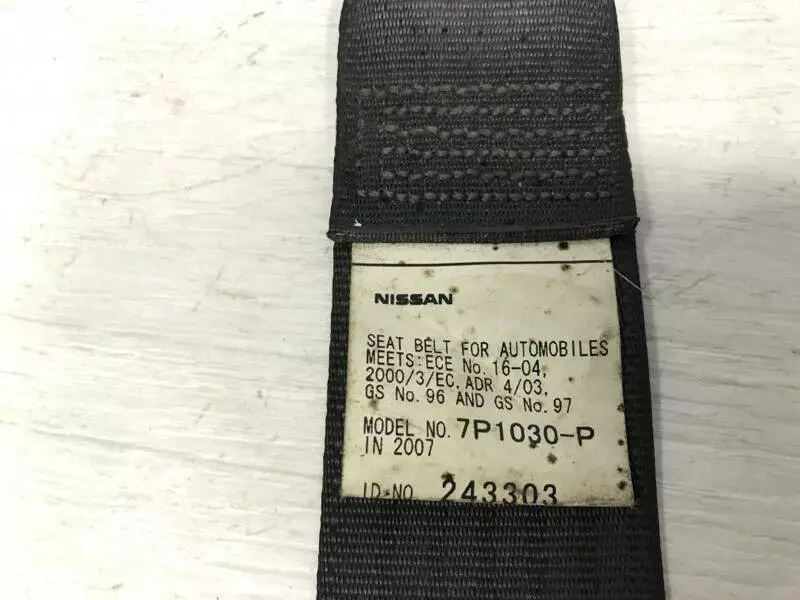 NISSAN
SEAT BELT FOR AUTOMOBILES
MEETS:ECE No.16-04,
2000/3/EC, ADR 4/03,
GS No.96 AND GS No.97
MODEL NO. 7P1030-P
IN 2007
ID-NO. 243303